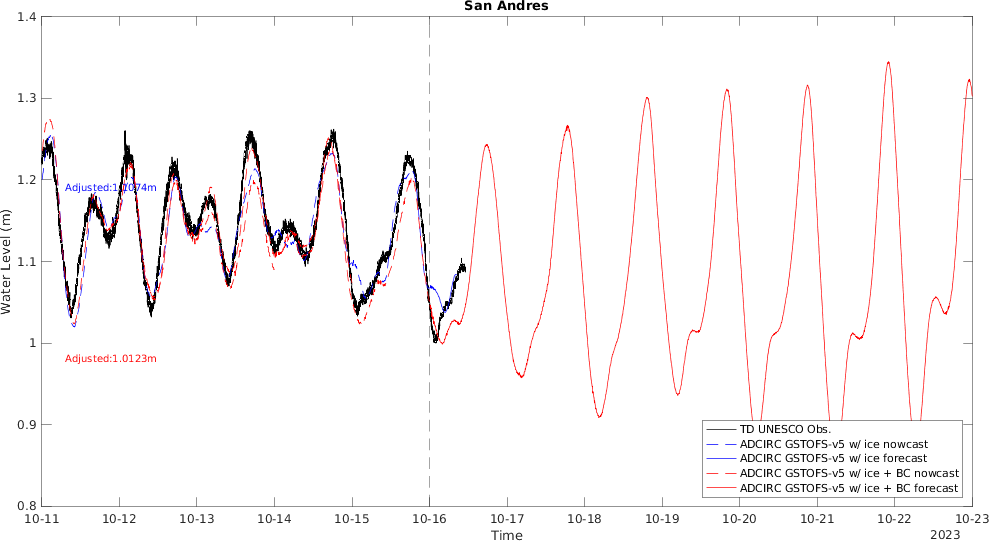 San Andres
1.4
1.3
1.2
1.1
1
0.9
0.8
Water Level (m)
Adjusted:1.1074m
Adjusted:1.0123m
TD UNESCO Obs.
ADCIRC GSTOFS-v5 w/ ice nowcast
ADCIRC GSTOFS-v5 w/ ice forecast
ADCIRC GSTOFS-v5 w/ ice + BC nowcast
ADCIRC GSTOFS-v5 w/ ice + BC forecast
10-11 10-12 10-13 10-14 10-15 10-16 10-17 10-18 10-19 10-20 10-21 10-22 10-23
Time
2023